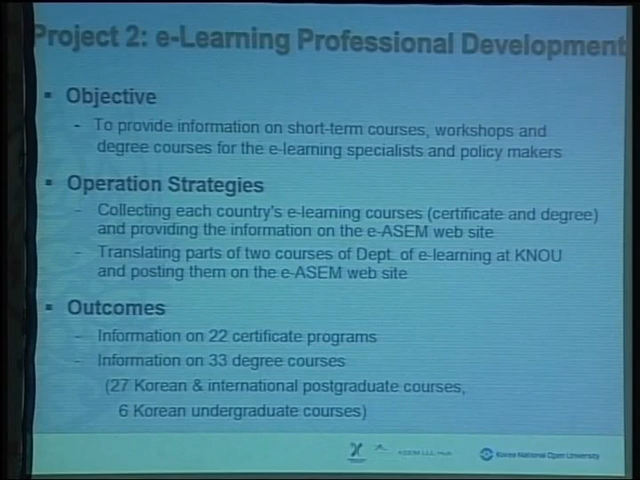 Project 2: e-Learning Professional Development
▪ Objective
- To provide information on short-term courses, workshops and
degree courses for the e-learning specialists and policy makers
▪ Operation Strategies
- Collecting each country's e-learning courses (certificate and degree)
and providing the information on the e-ASEM web site
- Translating parts of two courses of Dept. of e-learning at KNOU
and posting them on the e-ASEM web site
▪ Outcomes
- Information on 22 certificate programs
- Information on 33 degree courses
(27 Korean & international postgraduate courses,
6 Korean undergraduate courses)
ASEM LLL Hub
Korea National Open University